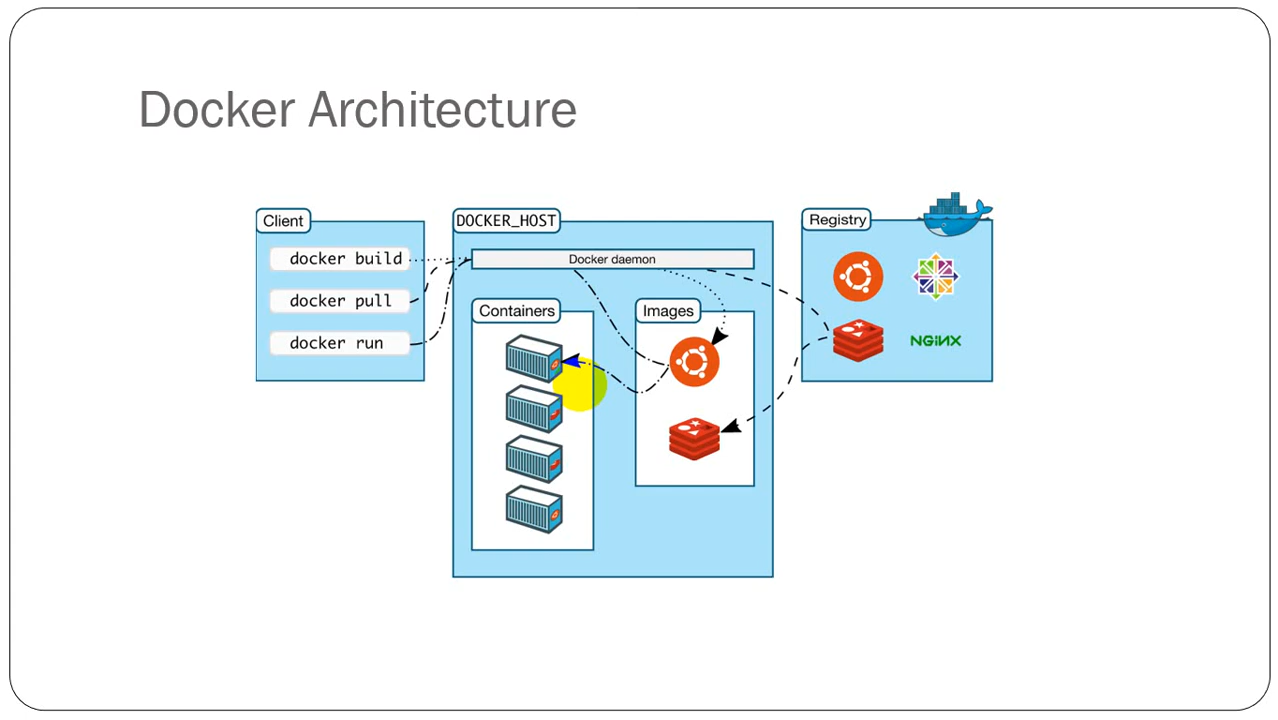 Docker Architecture
Client
docker build
docker pull
docker run
DOCKER_HOST
Docker daemon
Containers
Images
Registry
NGINX